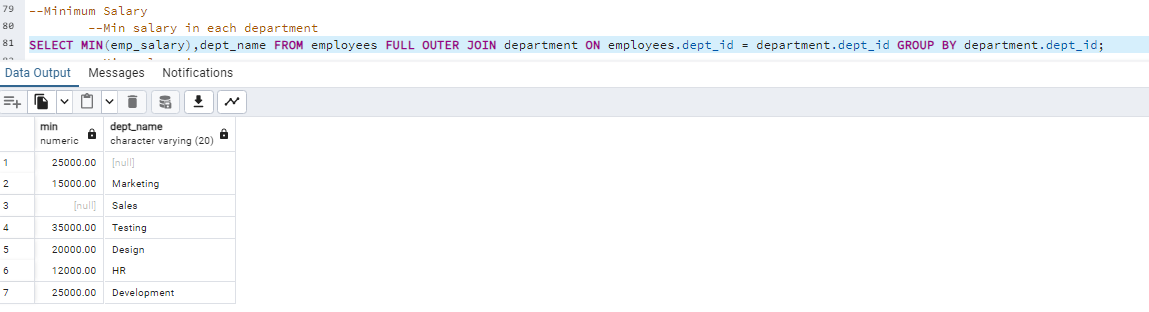 79 --Minimum Salary
80 --Min salary in each department
81 SELECT MIN(emp_salary),dept_name FROM employees FULL OUTER JOIN department ON employees.dept_id = department.dept_id GROUP BY department.dept_id;
Data Output Messages Notifications
min dept_name
numeric character varying (20)
1 25000.00 [null]
2 15000.00 Marketing
3 [null] Sales
4 35000.00 Testing
5 20000.00 Design
6 12000.00 HR
7 25000.00 Development